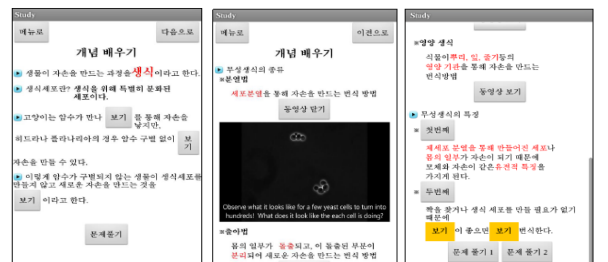 Study
메뉴로
다음으로
개념 배우기
생물이 자손을 만드는 과정을 생식이라고 한다.
생식세포란? 생식을 위해 특별히 분화된
세포이다.
고양이는 암수가 만나 보기 를 통해 자손을
낳지만,
히드라나 플라나리아의 경우 암수 구별 없이 보기
자손을 만들 수 있다.
이렇게 암수가 구별되지 않는 생물이 생식세포를
만들지 않고 새로운 자손을 만드는 것을
보기 이라고 한다.
문제풀기
Study
메뉴로
이전으로
개념 배우기
무성생식의 종류
※분열법
세포분열을 통해 자손을 만드는 번식 방법
동영상 닫기
Observe what it looks like for a few yeast cells to turn into
hundreds! What does it look like the each cell is doing?
※출아법
몸의 일부가 돌출되고, 이 돌출된 부분이
분리되어 새로운 자손을 만드는 번식 방법
Study
※영양 생식
식물이 뿌리, 잎, 줄기등의
영양 기관을 통해 자손을 만드는
번식방법
동영상 보기
무성생식의 특징
※ 첫번째
체세포 분열을 통해 만들어진 세포나
몸의 일부가 자손이 되기 때문에
모체와 자손이 같은유전적 특징을
가지게 된다.
※ 두번째
짝을 찾거나 생식 세포를 만들 필요가 없기
때문에
보기 이 좋으면 보기 번식한다.
문제 풀기 1
문제 풀기 2